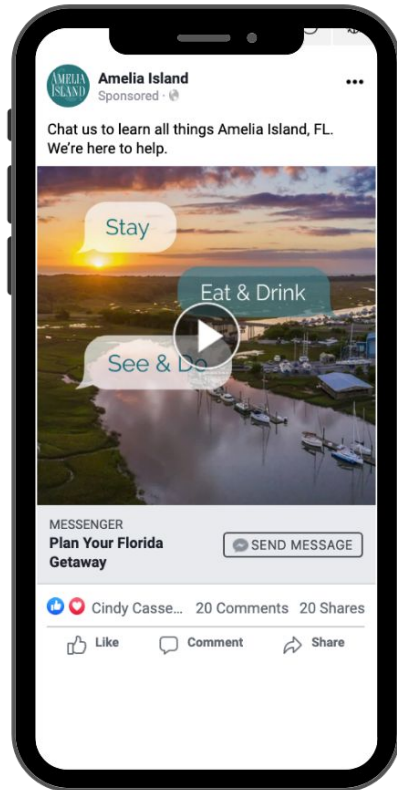 AMELIA
ISLAND
Amelia Island
Sponsored ·
Chat us to learn all things Amelia Island, FL.
We're here to help.
Stay
Eat & Drink
See & Do
MESSENGER
Plan Your Florida
Getaway
SEND MESSAGE
Cindy Casse... 20 Comments 20 Shares
Like Comment Share